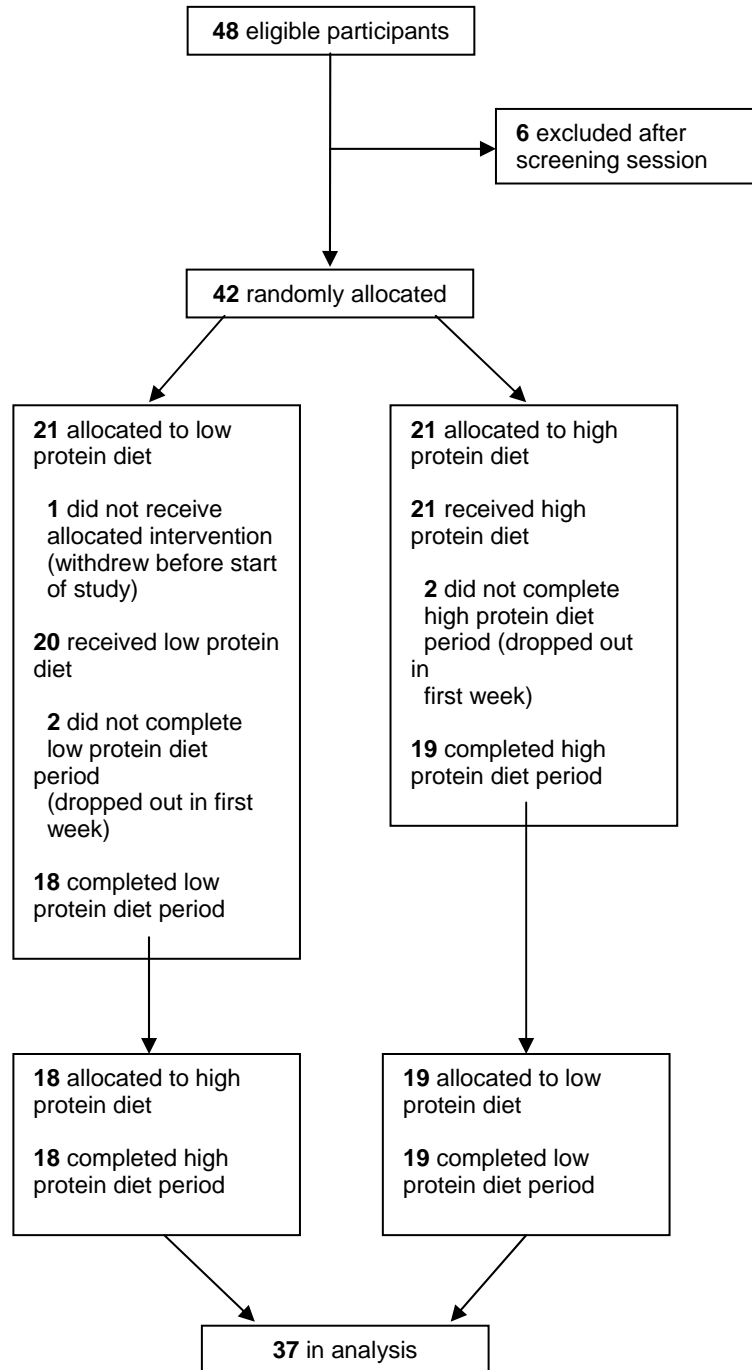 48 eligible participants
6 excluded after
screening session
42 randomly allocated
21 allocated to low
protein diet
1 did not receive
allocated intervention
(withdrew before start
of study)
20 received low protein
diet
2 did not complete
low protein diet
period
(dropped out in first
week)
18 completed low
protein diet period
21 allocated to high
protein diet
21 received high
protein diet
2 did not complete
high protein diet
period (dropped out
in
first week)
19 completed high
protein diet period
18 allocated to high
protein diet
18 completed high
protein diet period
19 allocated to low
protein diet
19 completed low
protein diet period
37 in analysis